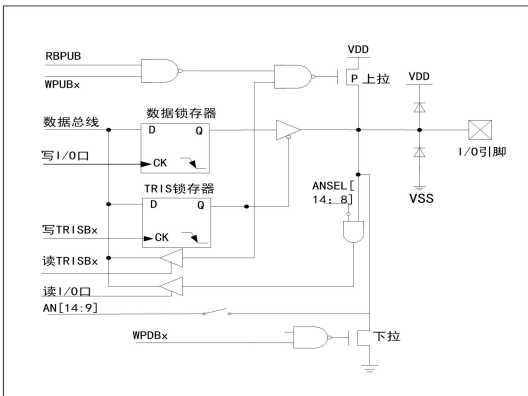 RBPUB
WPUBx
VDD
P 上拉
VDD
数据总线
数据锁存器
D Q
写I/O口
CK
I/O引脚
VSS
ANSEL[
14: 8]
TRIS锁存器
D Q
写TRISBx
CK
读TRISBx
读I/O口
AN[14:9]
WPDBx
下拉